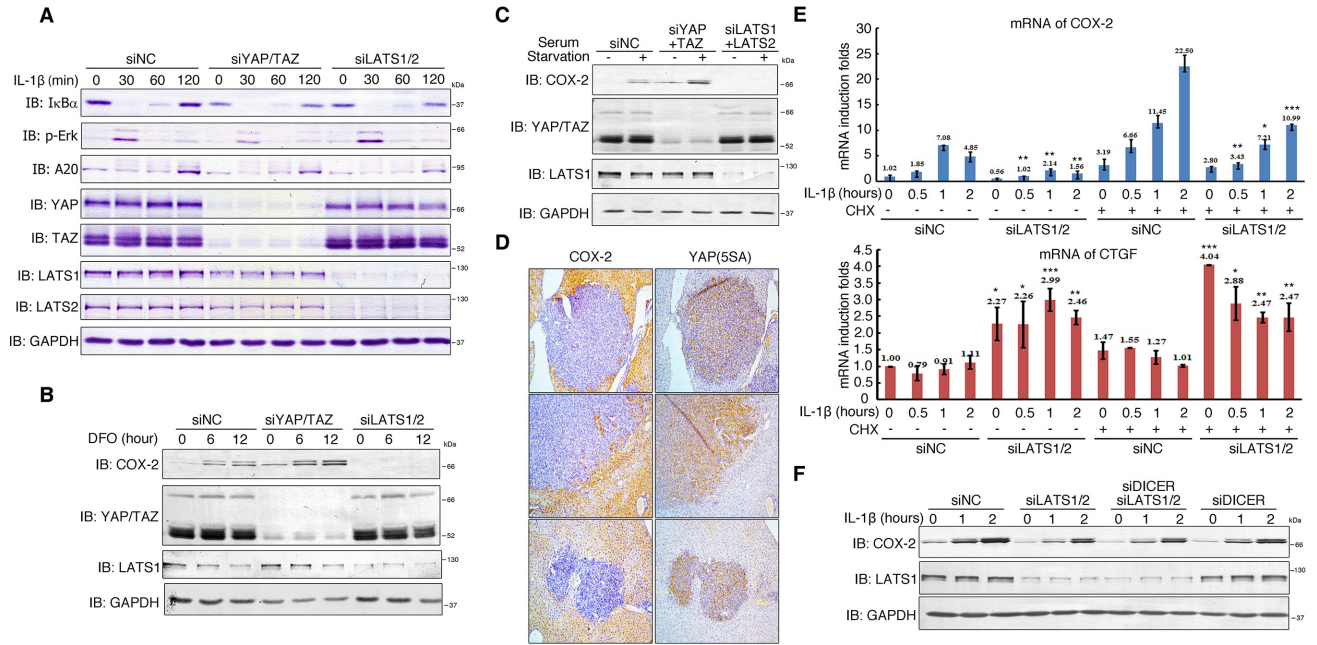 A
siNC siYAP/TAZ siLATS1/2
IL-1β (min) 0 30 60 120 0 30 60 120 0 30 60 120 kDa
IB: IκBα -37
IB: p-Erk 66 52
IB: A20 -95
IB: YAP -66
IB: TAZ -52
IB: LATS1 -130
IB: LATS2 -130
IB: GAPDH -37
B
siNC siYAP/TAZ siLATS1/2
DFO (hour) 0 6 12 0 6 12 0 6 12 kDa
IB: COX-2 -66
IB: YAP/TAZ -66 -52
IB: LATS1 -130
IB: GAPDH -37
C
Serum Starvation siNC siYAP +TAZ siLATS1 +LATS2
- + - + - + kDa
IB: COX-2 -66
IB: YAP/TAZ -66 -52
IB: LATS1 -130
IB: GAPDH -37
D
COX-2 YAP(5SA)
E
mRNA of COX-2
mRNA induction folds
30
25
20
15
10
5
0
1.02 1.85 7.08 4.85 0.56 ** 1.02 ** 2.14 ** 1.56 3.19 6.66 11.45 22.50 2.80 ** 3.43 * 7.21 *** 10.99
IL-1β (hours) 0 0.5 1 2 0 0.5 1 2 0 0.5 1 2 0 0.5 1 2
CHX - - - - - - - - + + + + + + + +
siNC siLATS1/2 siNC siLATS1/2
mRNA of CTGF
mRNA induction folds
4.5
4.0
3.5
3.0
2.5
2.0
1.5
1.0
0.5
0
1.00 0.79 0.91 1.11 * 2.27 * 2.26 *** 2.99 ** 2.46 1.47 1.55 1.27 1.01 *** 4.04 * 2.88 ** 2.47 ** 2.47
IL-1β (hours) 0 0.5 1 2 0 0.5 1 2 0 0.5 1 2 0 0.5 1 2
CHX - - - - - - - - + + + + + + + +
siNC siLATS1/2 siNC siLATS1/2
F
siNC siLATS1/2 siDICER siLATS1/2 siDICER
IL-1β (hours) 0 1 2 0 1 2 0 1 2 0 1 2 kDa
IB: COX-2 -66
IB: LATS1 -130
IB: GAPDH -37